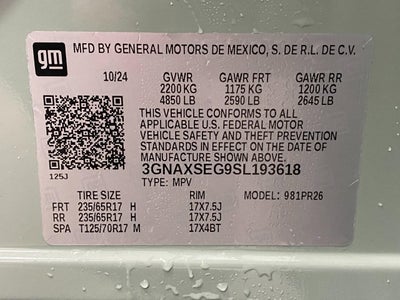 gm
MFD BY GENERAL MOTORS DE MEXICO, S. DE R.L. DE C.V.
10/24 GVWR GAWR FRT GAWR RR
2200 KG 1175 KG 1200 KG
4850 LB 2590 LB 2645 LB
THIS VEHICLE CONFORMS TO ALL
APPLICABLE U.S. FEDERAL MOTOR
VEHICLE SAFETY AND THEFT PREVENTION
STANDARDS IN EFFECT ON THE DATE OF
MANUFACTURE SHOWN ABOVE.
3GNAXSEG9SL193618
125J TYPE: MPV
TIRE SIZE RIM MODEL: 981PR26
FRT 235/65R17 H 17X7.5J
RR 235/65R17 H 17X7.5J
SPA T125/70R17 M 17X4BT